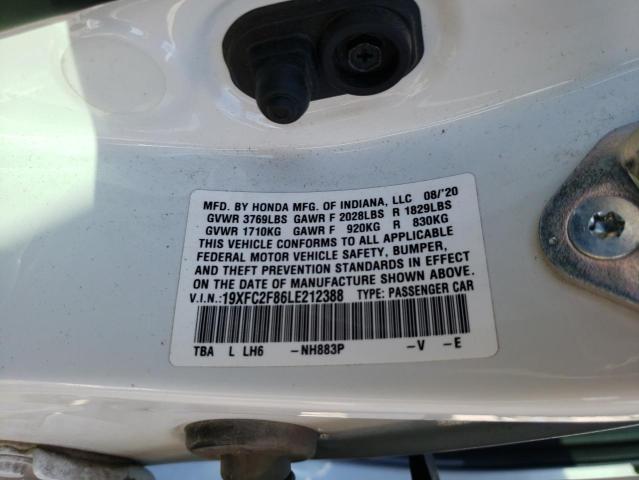 MFD. BY HONDA MFG. OF INDIANA, LLC 08/'20
GVWR 3769LBS GAWR F 2028LBS R 1829LBS
GVWR 1710KG GAWR F 920KG R 830KG
THIS VEHICLE CONFORMS TO ALL APPLICABLE
FEDERAL MOTOR VEHICLE SAFETY, BUMPER,
AND THEFT PREVENTION STANDARDS IN EFFECT
ON THE DATE OF MANUFACTURE SHOWN ABOVE.
V.I.N.:19XFC2F86LE212388 TYPE: PASSENGER CAR
TBA L LH6 -NH883P -V -E